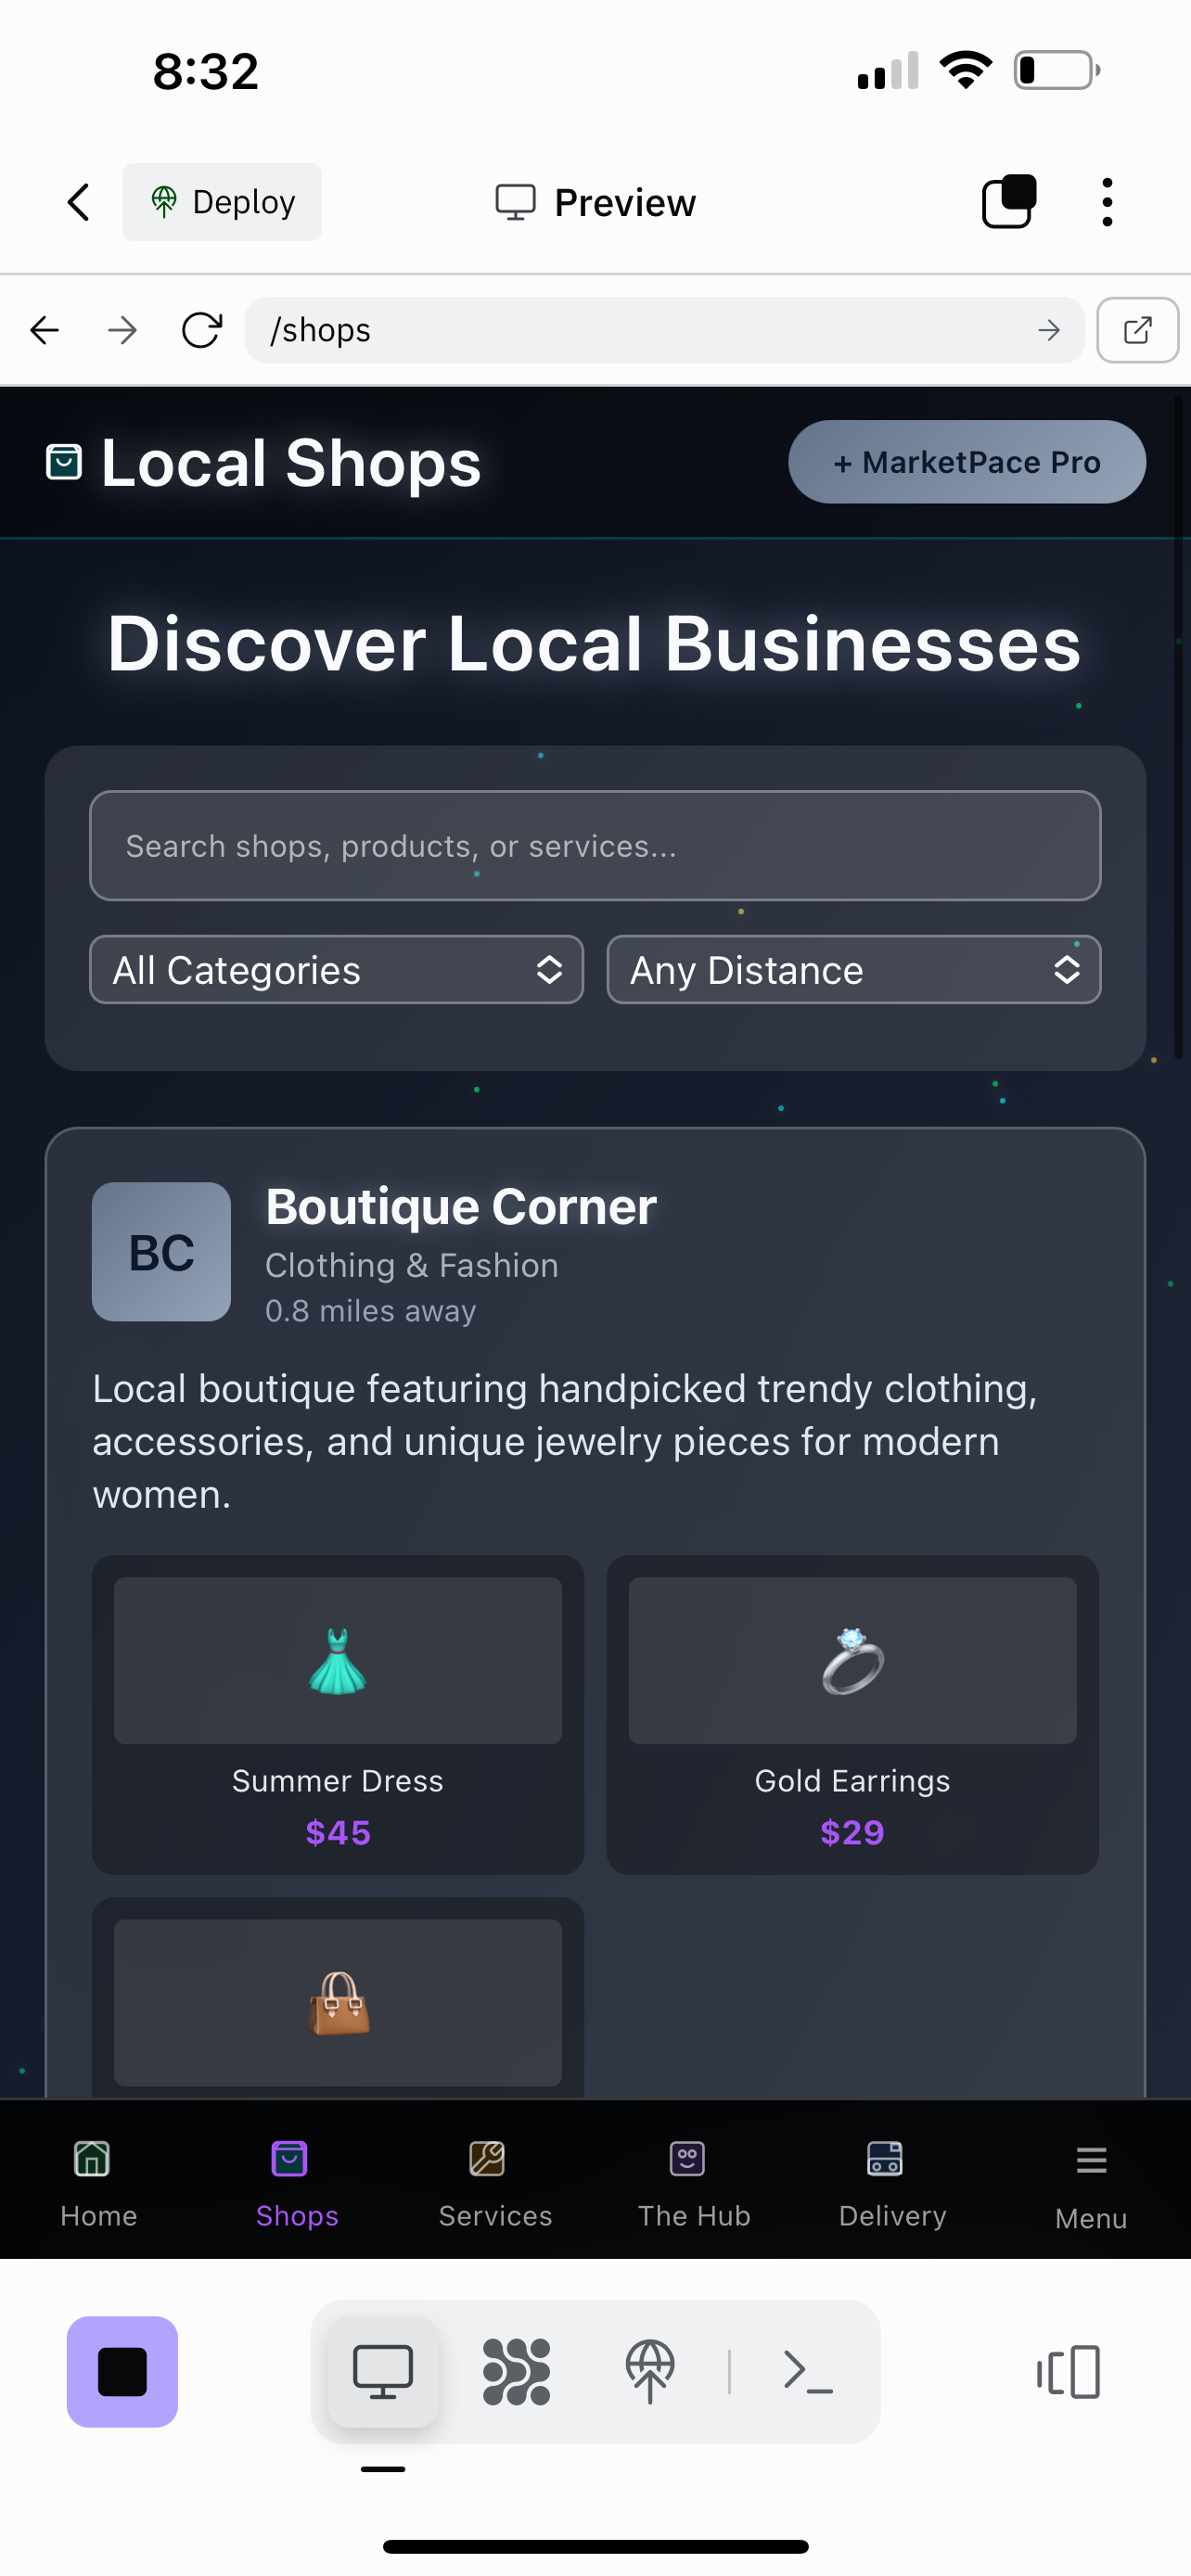 8:32
Deploy
Preview
/shops
Local Shops
+ MarketPace Pro
Discover Local Businesses
Search shops, products, or services...
All Categories
Any Distance
BC
Boutique Corner
Clothing & Fashion
0.8 miles away
Local boutique featuring handpicked trendy clothing,
accessories, and unique jewelry pieces for modern
women.
Summer Dress
$45
Gold Earrings
$29
Home
Shops
Services
The Hub
Delivery
Menu